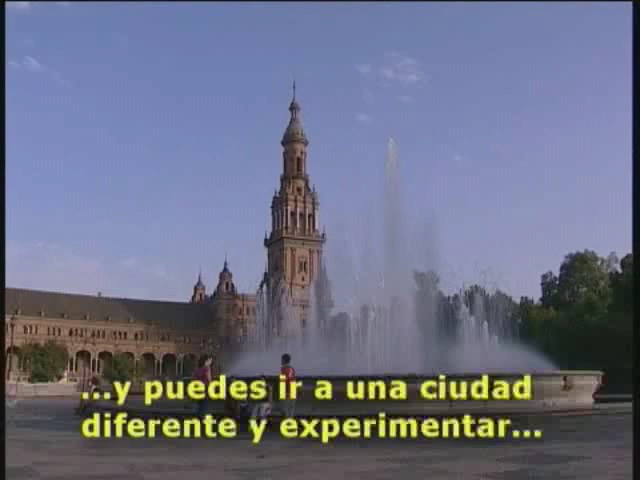 ...y puedes ir a una ciudad
diferente y experimentar...